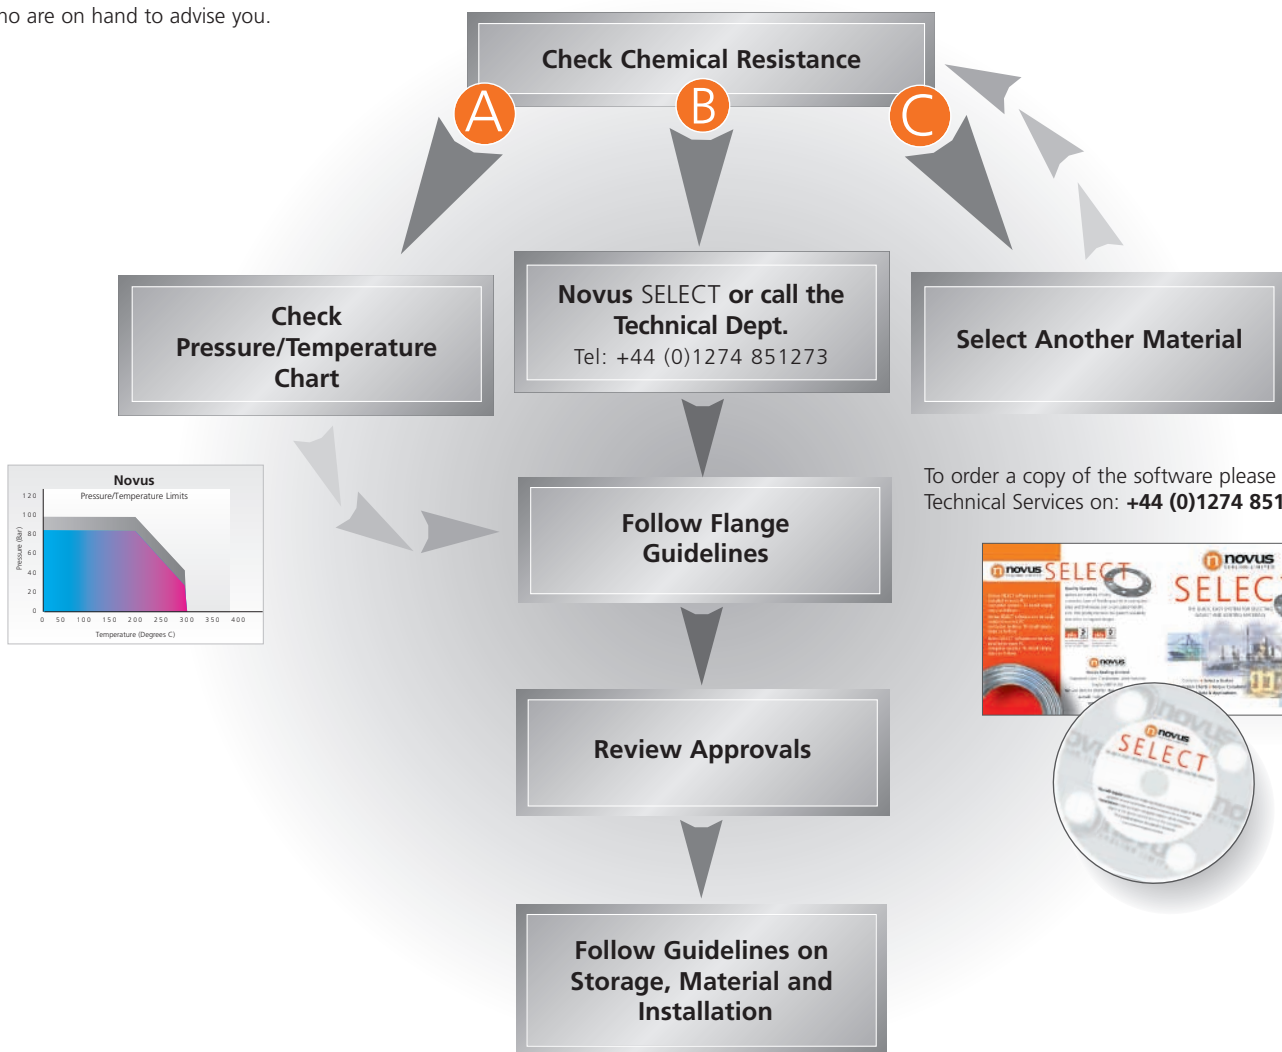 who are on hand to advise you.
Check Chemical Resistance
A
B
C
Check
Pressure/Temperature
Chart
Novus SELECT or call the
Technical Dept.
Tel: +44 (0)1274 851273
Select Another Material
Novus
Pressure/Temperature Limits
Pressure (Bar)
120
100
80
60
40
20
0
0 50 100 150 200 250 300 350 400
Temperature (Degrees C)
Follow Flange
Guidelines
To order a copy of the software please
Technical Services on: +44 (0)1274 851
novus SELECT
novus
SELEC
novus
novus
SELECT
Review Approvals
Follow Guidelines on
Storage, Material and
Installation